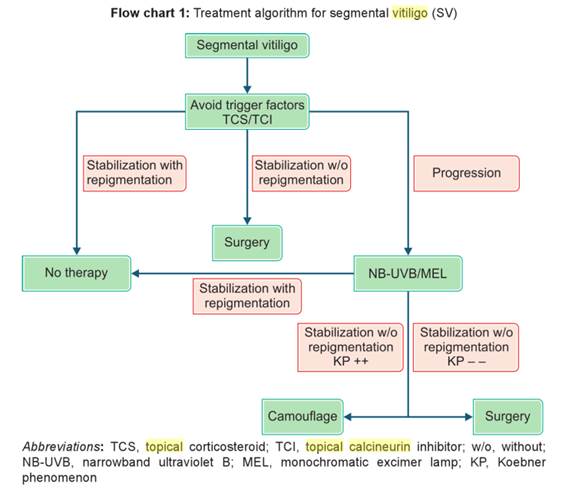 Flow chart 1: Treatment algorithm for segmental vitiligo (SV)
Segmental vitiligo
Avoid trigger factors
TCS/TCI
Stabilization with
repigmentation
Stabilization w/o
repigmentation
Progression
Surgery
No therapy
NB-UVB/MEL
Stabilization with
repigmentation
Stabilization w/o
repigmentation
KP ++
Stabilization w/o
repigmentation
KP – –
Camouflage
Surgery
Abbreviations: TCS, topical corticosteroid; TCI, topical calcineurin inhibitor; w/o, without;
NB-UVB, narrowband ultraviolet B; MEL, monochromatic excimer lamp; KP, Koebner
phenomenon